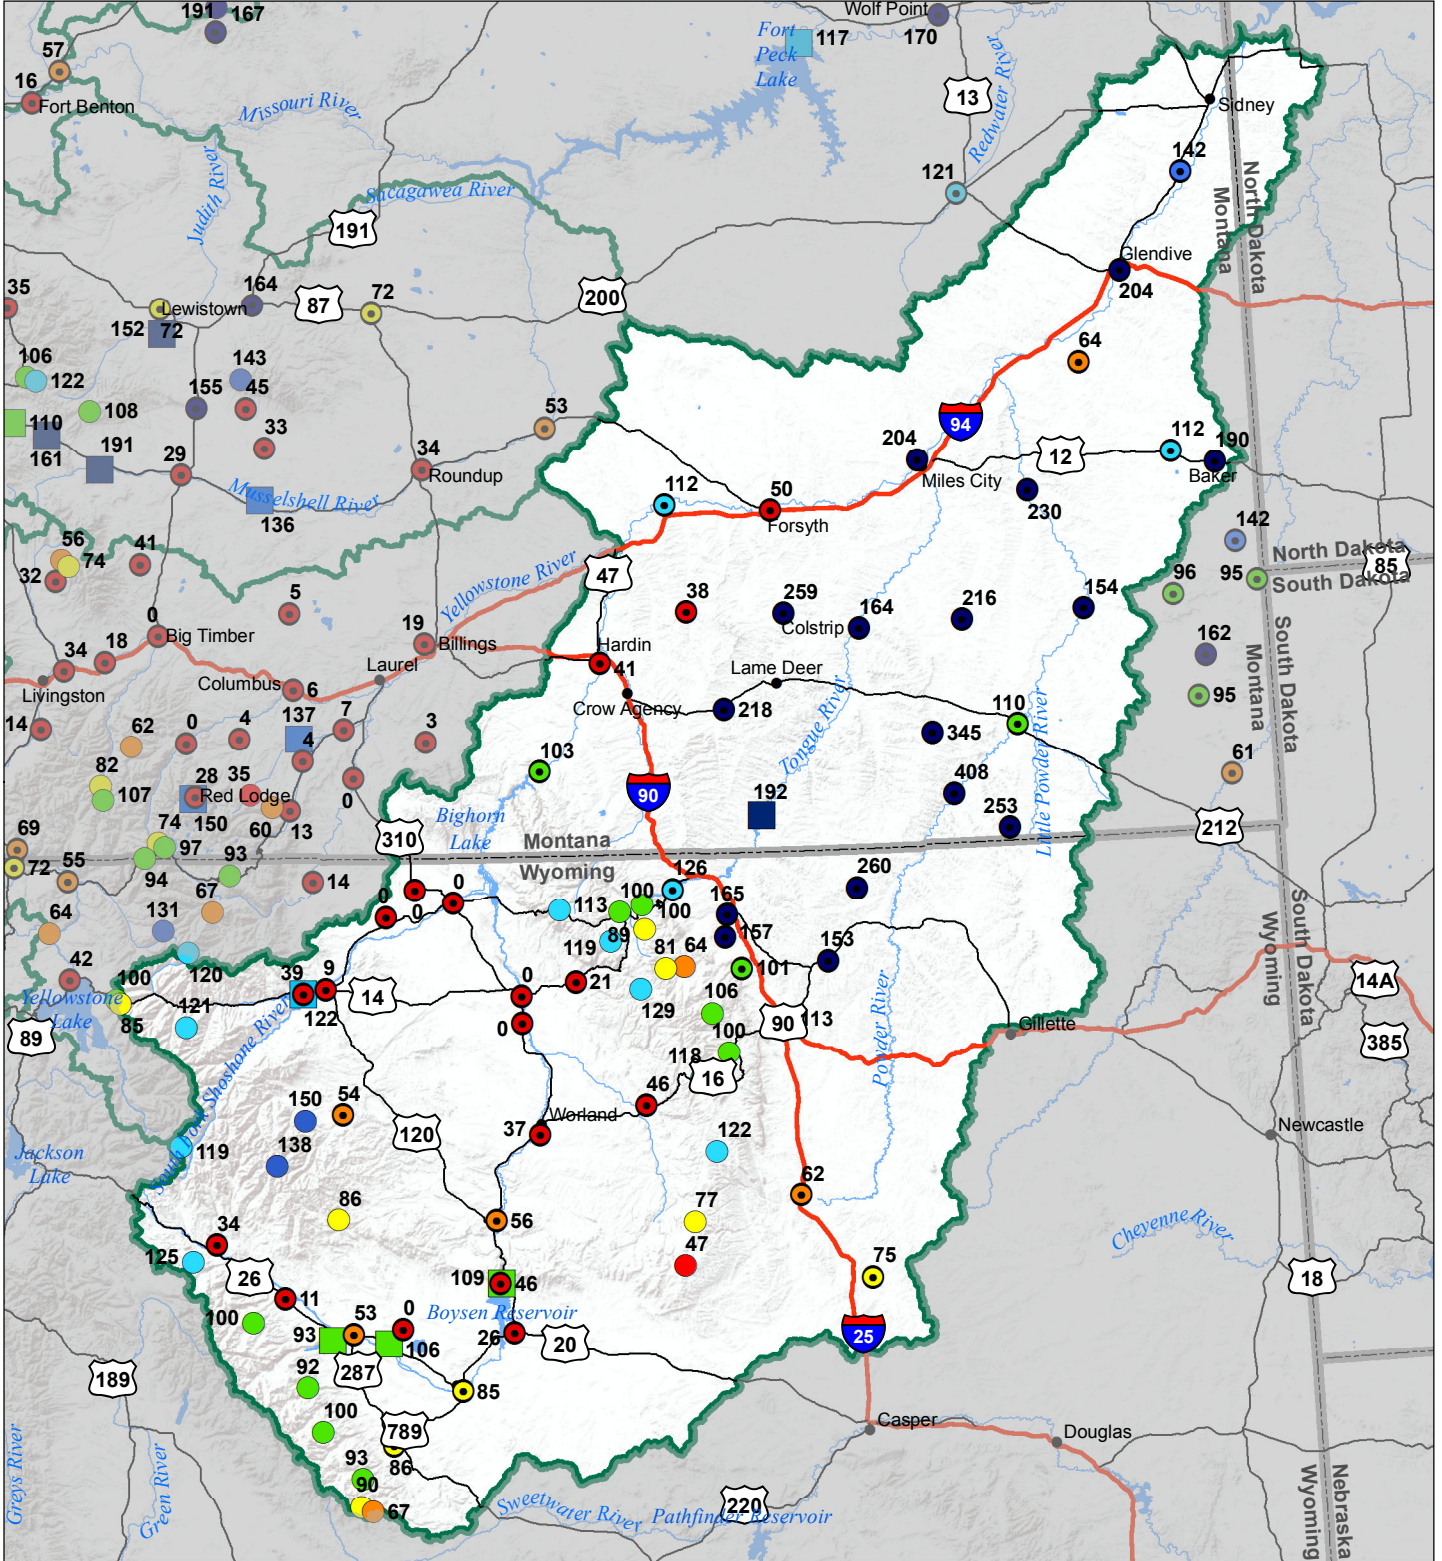 191
167
Wolf Point
170
57
Fort
Peck
Lake
117
16
Fort Benton
Missouri River
13
Redwater River
Sidney
142
Judith River
Sacagawea River
121
191
North Dakota
Montana
Glendive
204
35
164
Lewistown
87
72
200
152
72
64
106
122
143
155
45
108
53
94
110
161
33
204
12
112
190
191
29
34
Roundup
Miles City
Baker
Musselshell River
136
112
50
Forsyth
230
142
56
74
41
32
North Dakota
South Dakota
85
95
96
Yellowstone River
47
5
38
259
Colstrip
164
216
154
0
Big Timber
19
Billings
Hardin
41
162
34
18
Livingston
Laurel
Columbus
6
Lame Deer
Crow Agency
218
Tongue River
110
Little Powder River
South Dakota
Montana
95
14
62
0
4
137
4
7
3
345
103
61
82
107
28
35
Red Lodge
150
60
13
0
90
192
408
253
Bighorn
Lake
310
212
69
72
55
74
97
94
93
Montana
Wyoming
14
67
131
64
126
260
0
0
0
113
100
100
89
165
157
119
81
64
101
153
South Dakota
Wyoming
42
100
120
39
9
122
14
0
21
129
106
14A
Yellowstone
Lake
85
121
89
0
100
90
113
118
16
Powder River
Gillette
385
South Fork Shoshone River
150
54
138
46
Worland
37
120
Newcastle
Jackson
Lake
119
122
62
86
56
77
47
75
Cheyenne River
34
125
26
109
46
11
18
100
Boysen Reservoir
53
0
93
106
26
20
25
287
189
92
85
100
789
86
Casper
Douglas
93
90
67
Greys River
Green River
Sweetwater River
220
Pathfinder Reservoir
Nebraska
Wyoming